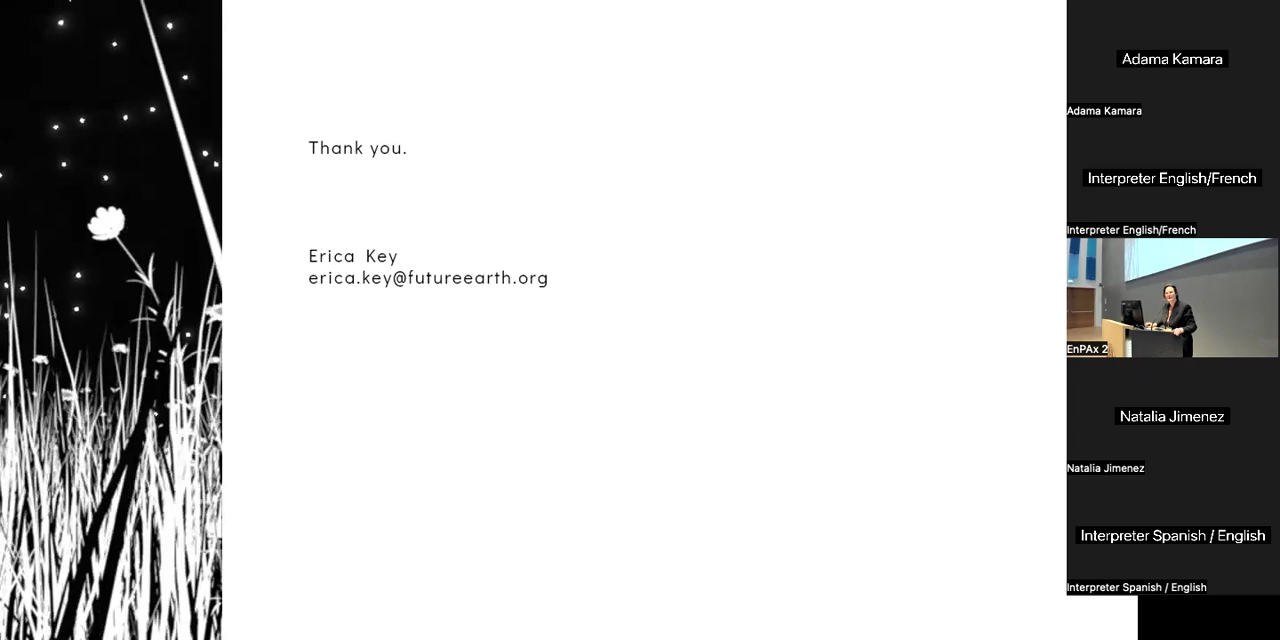 Thank you.
Erica Key
erica.key@futureearth.org
Adama Kamara
Adama Kamara
Interpreter English/French
Interpreter English/French
EnPAx 2
Natalia Jimenez
Natalia Jimenez
Interpreter Spanish / English
Interpreter Spanish / English